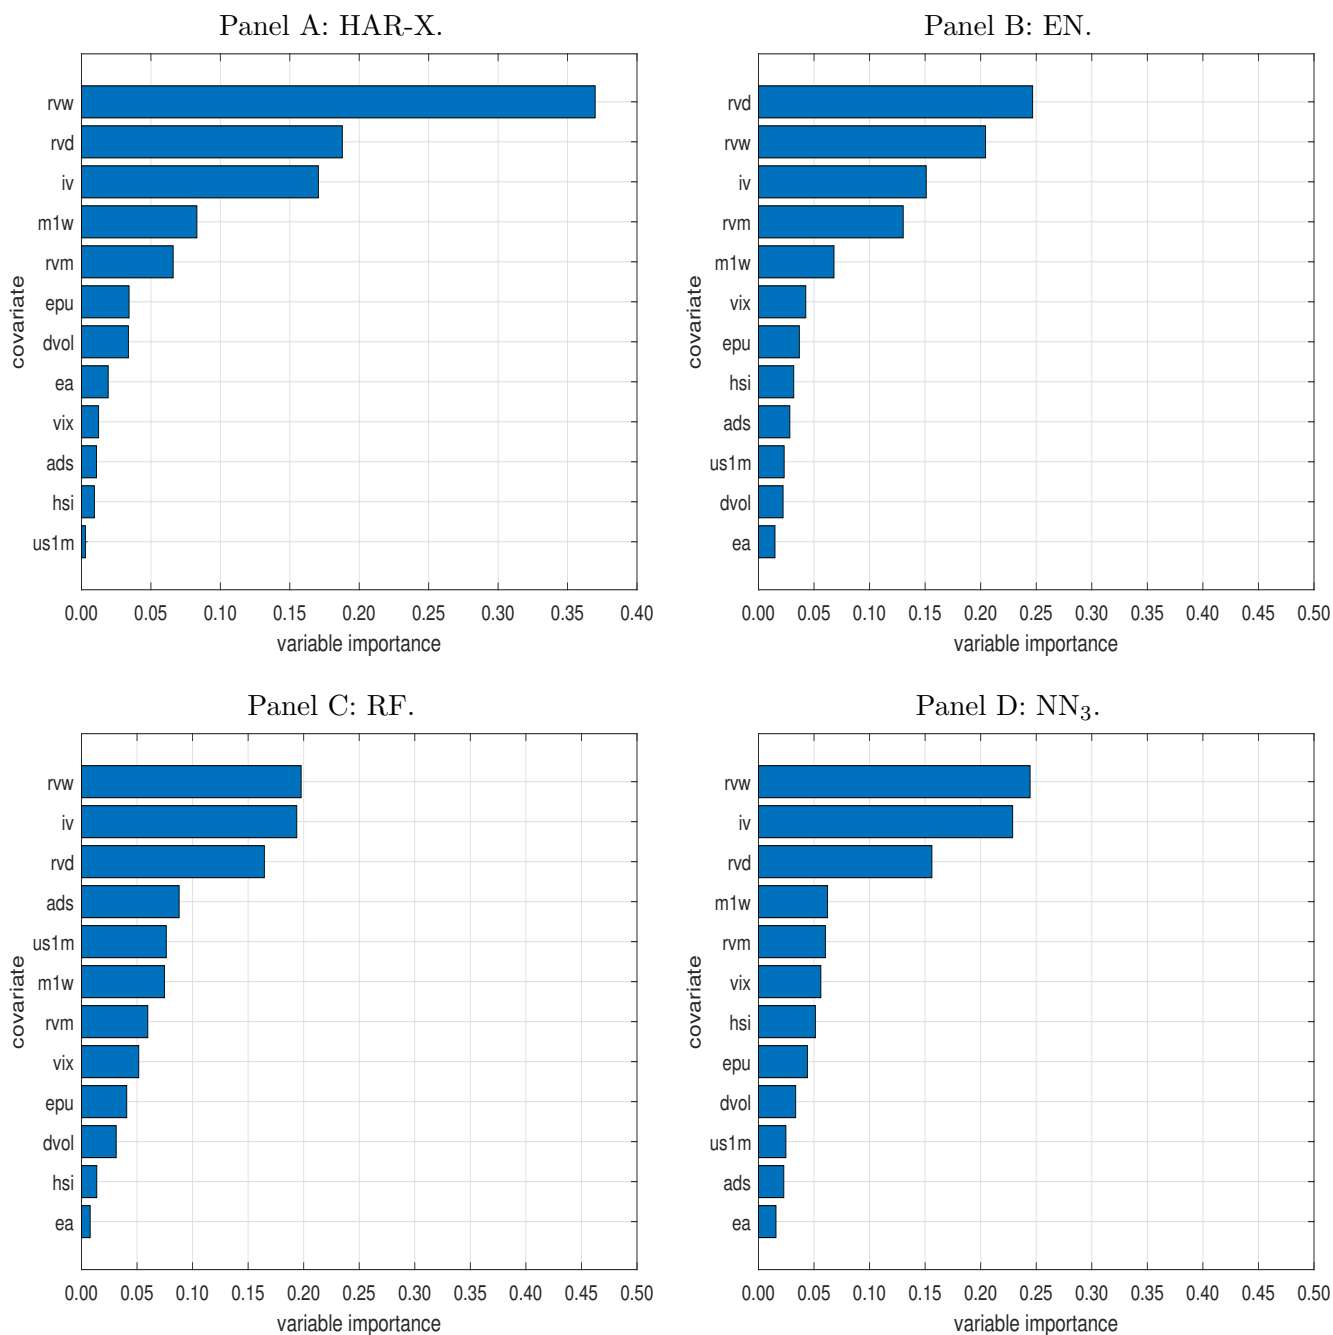 Panel A: HAR-X.
covariate
rvw
rvd
iv
m1w
rvm
epu
dvol
ea
vix
ads
hsi
us1m
0.00 0.05 0.10 0.15 0.20 0.25 0.30 0.35 0.40
variable importance
Panel B: EN.
covariate
rvd
rvw
iv
rvm
m1w
vix
epu
hsi
ads
us1m
dvol
ea
0.00 0.05 0.10 0.15 0.20 0.25 0.30 0.35 0.40 0.45 0.50
variable importance
Panel C: RF.
covariate
rvw
iv
rvd
ads
us1m
m1w
rvm
vix
epu
dvol
hsi
ea
0.00 0.05 0.10 0.15 0.20 0.25 0.30 0.35 0.40 0.45 0.50
variable importance
Panel D: NN₃.
covariate
rvw
iv
rvd
m1w
rvm
vix
hsi
epu
dvol
us1m
ads
ea
0.00 0.05 0.10 0.15 0.20 0.25 0.30 0.35 0.40 0.45 0.50
variable importance